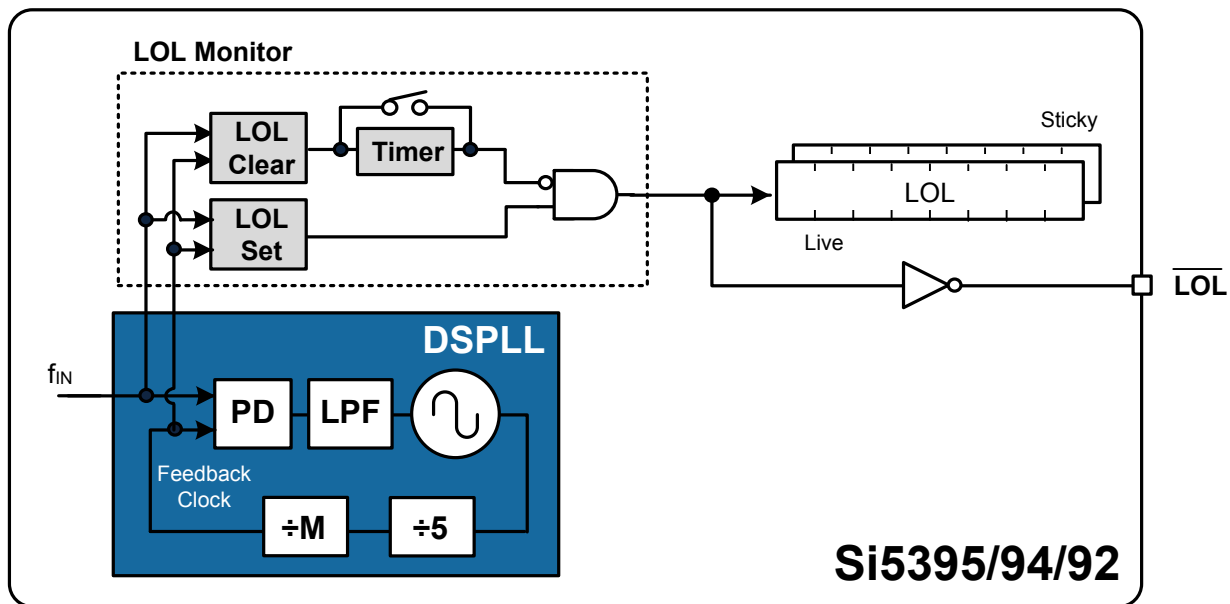 LOL Monitor
LOL
Clear
Timer
LOL
Set
Sticky
LOL
Live
LOL
DSPLL
fIN
PD
LPF
Feedback
Clock
÷M
÷5
Si5395/94/92